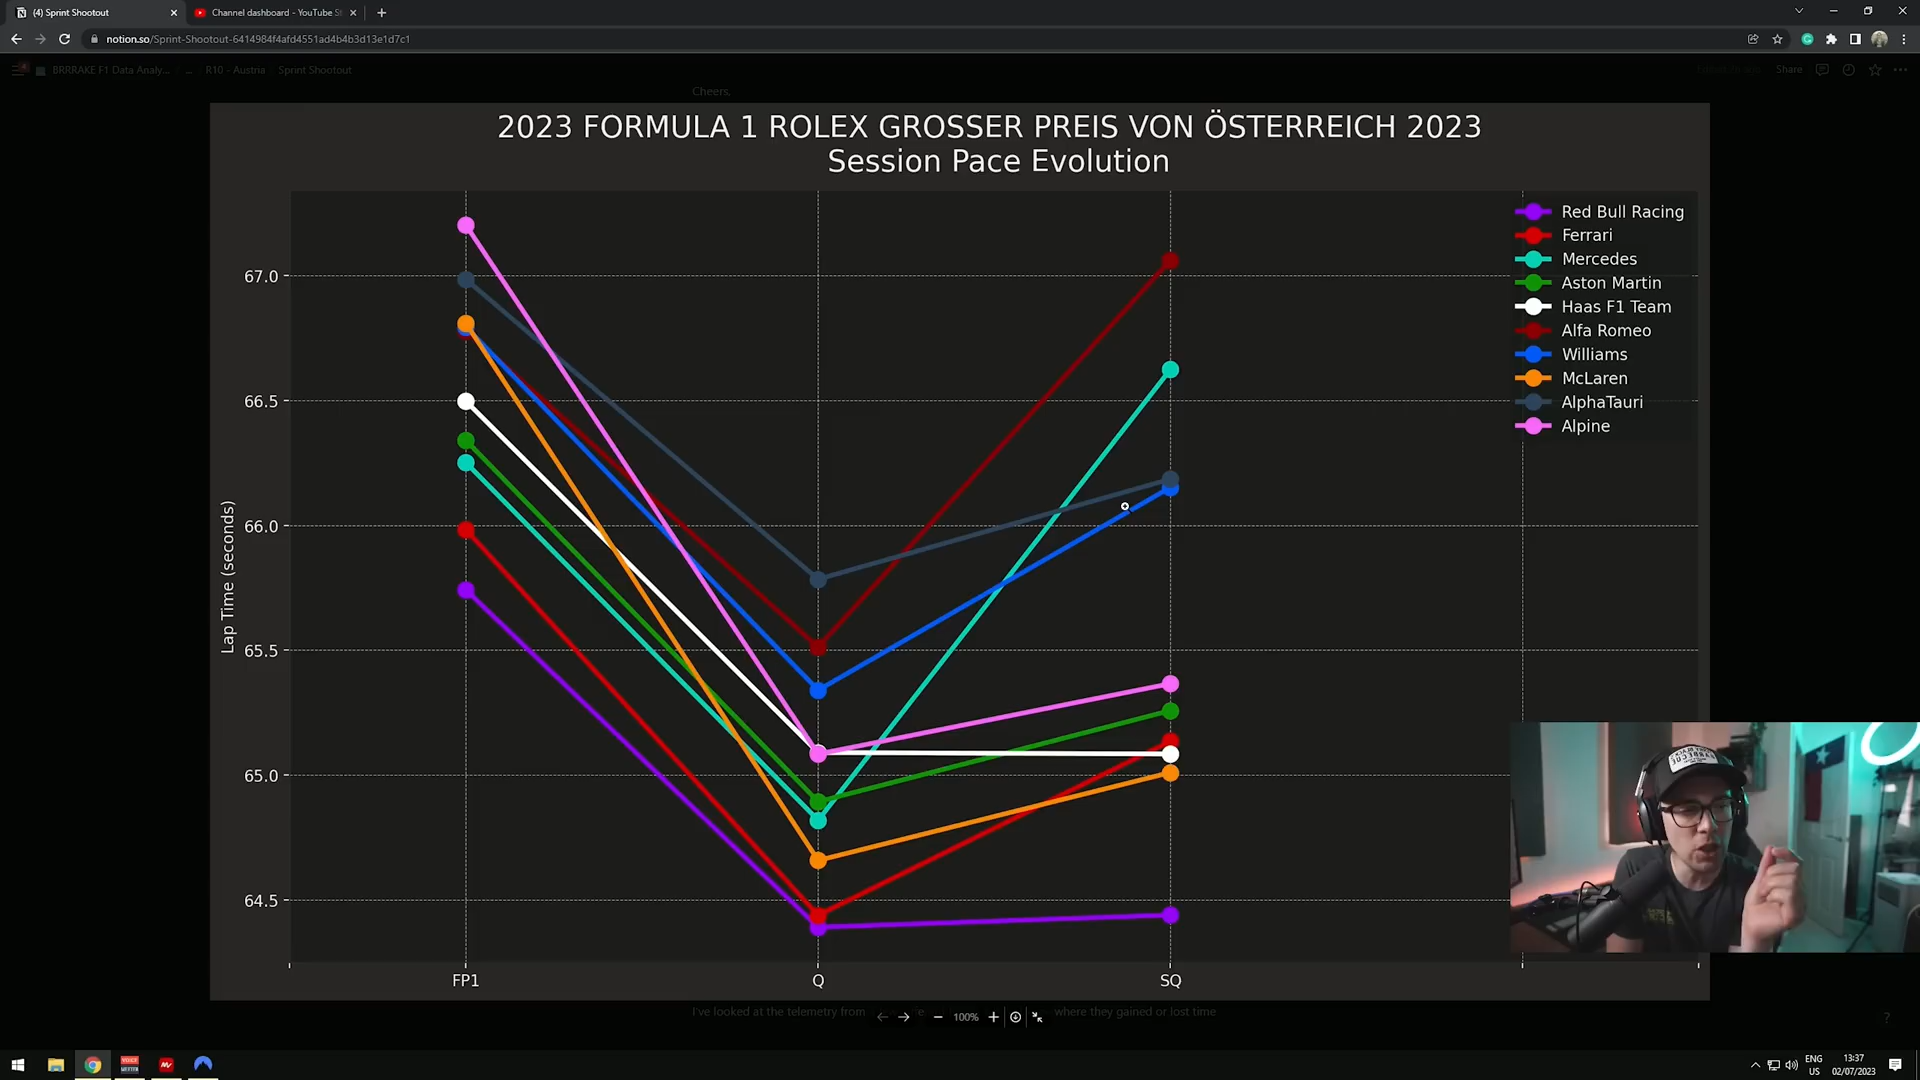 (4) Sprint Shootout
Channel dashboard - YouTube St
notion.so/Sprint-Shootout-6414984f4afd4551ad4b4b3d13e1d7c1
BRRRAKE F1 Data Analy... ... R10 - Austria Sprint Shootout
Share
Cheers,
2023 FORMULA 1 ROLEX GROSSER PREIS VON ÖSTERREICH 2023
Session Pace Evolution
Lap Time (seconds)
67.0
66.5
66.0
65.5
65.0
64.5
FP1
Q
SQ
Red Bull Racing
Ferrari
Mercedes
Aston Martin
Haas F1 Team
Alfa Romeo
Williams
McLaren
AlphaTauri
Alpine
I've looked at the telemetry from
where they gained or lost time
100%
ENG
US
13:37
02/07/2023